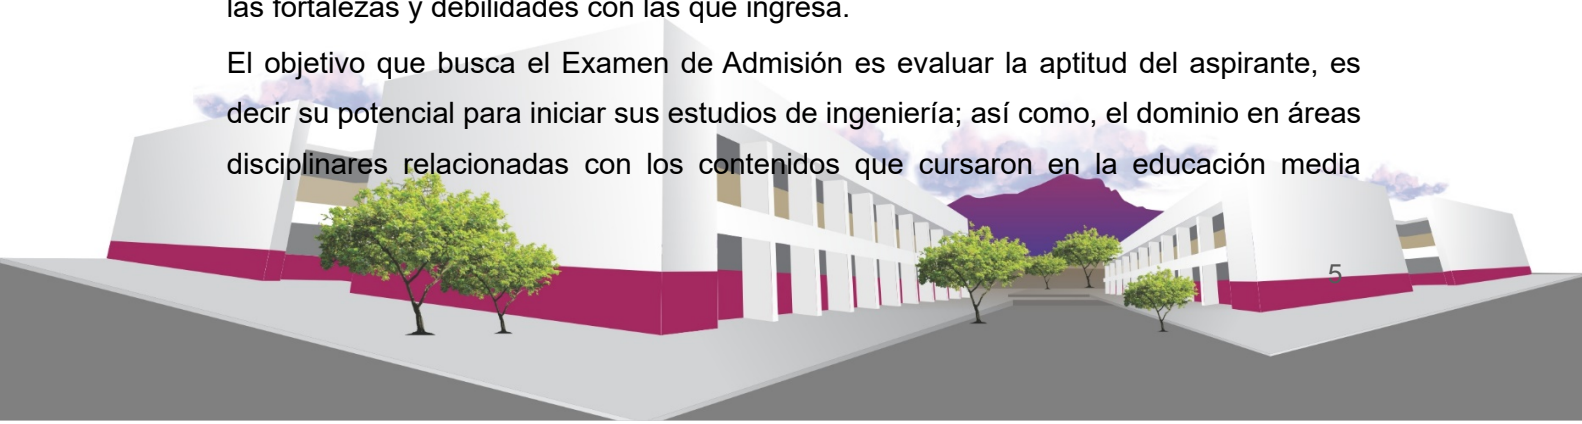 las fortalezas y debilidades con las que ingresa.
El objetivo que busca el Examen de Admisión es evaluar la aptitud del aspirante, es
decir su potencial para iniciar sus estudios de ingeniería; así como, el dominio en áreas
disciplinares relacionadas con los contenidos que cursaron en la educación media
5